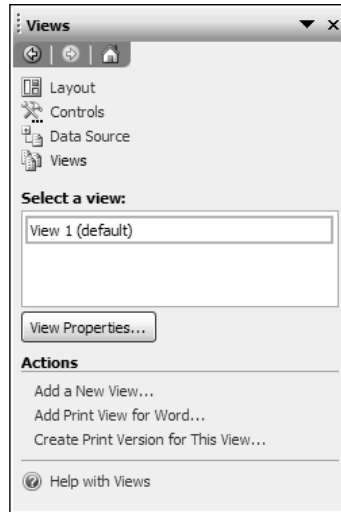 Views
Layout
Controls
Data Source
Views
Select a view:
View 1 (default)
View Properties...
Actions
Add a New View...
Add Print View for Word...
Create Print Version for This View...
Help with Views